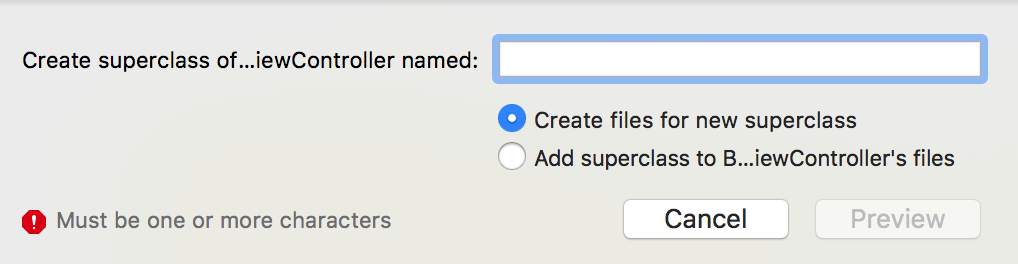 Create superclass of...iewController named:
Create files for new superclass
Add superclass to B...iewController's files
Must be one or more characters
Cancel
Preview